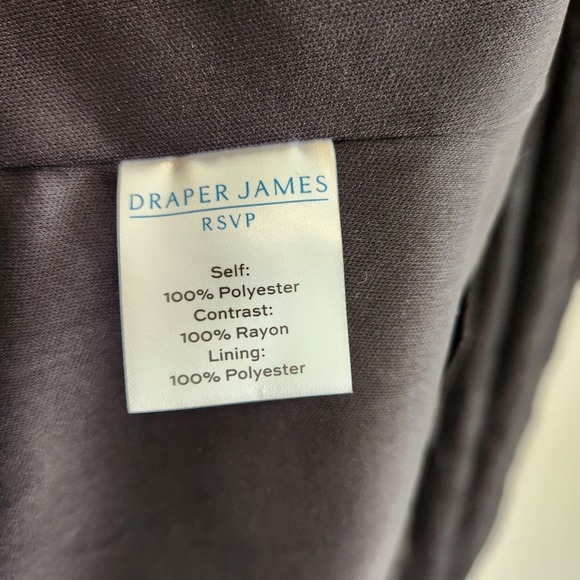 DRAPER JAMES
RSVP
Self:
100% Polyester
Contrast:
100% Rayon
Lining:
100% Polyester